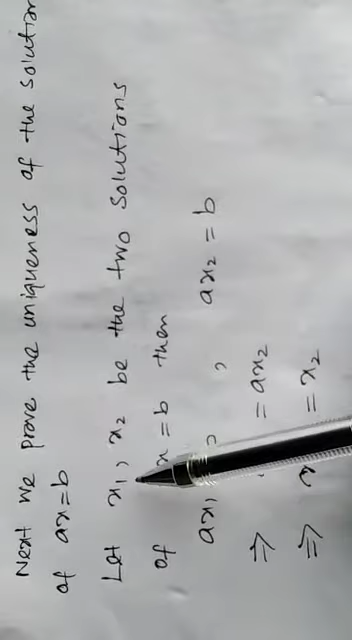 Next we prove the uniqueness of the solution
of ax=b
Let x₁, x₂ be the two solutions
of x = b then
ax₁ , ax₂ = b
⇒ = ax₂
⇒ = x₂